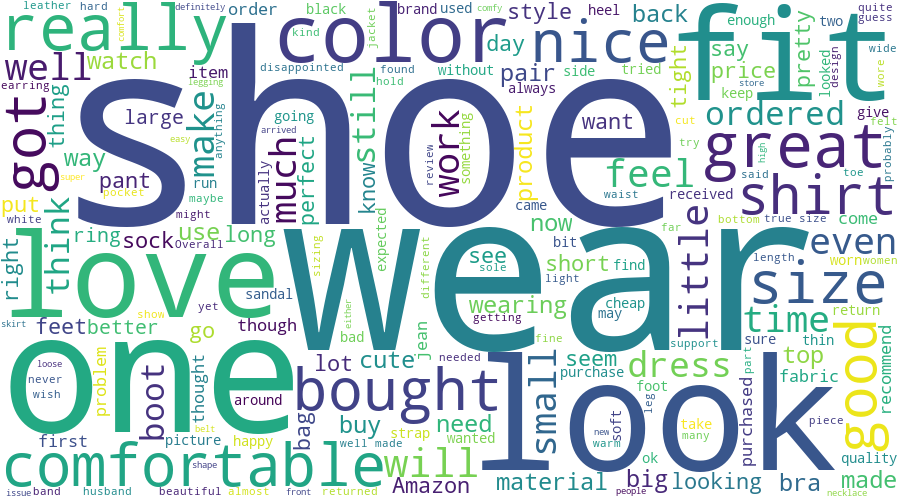 leather
hard
comfort
definitely
order
black
brand
used
heel
style
back
quite
guess
really
color
nice
fit
kind
jacket
day
enough
two
pretty
looked
design
wide
wore
well
watch
item
disappointed
found
hold
without
pair
side
tried
tight
say
price
keep
store
always
earring
thing
got
make
anything
legging
large
easy
arrived
going
shoe
still
want
ordered
cut
give
felt
probably
way
much
perfect
know
work
review
something
product
great
try
high
pant
pocket
super
run
maybe
might
actually
feel
said
toe
put
white
waist
received
shirt
came
bottom
true size
come
think
ring
sock
use
Overall
long
expected
now
far
worn
women
right
love
sizing
wear
different
see
sole
bit
short
find
light
little
even
length
size
yet
sandal
wearing
cheap
may
skirt
show
feet
better
go
though
either
bad
jean
getting
fine
support
time
return
one
loose
never
wish
problem
boot
thought
lot
cute
needed
seem
purchase
dress
sure
thin
top
fabric
part
good
recommend
around
bought
look
small
foot
leg
purchased
piece
first
belt
picture
happy
bag
buy
well made
strap
need
wanted
new
warm
soft
ok
take
many
quality
comfortable
shape
will
Amazon
material
people
big
looking
bra
made
issue
band
husband
beautiful
almost
front
returned
necklace
comfy